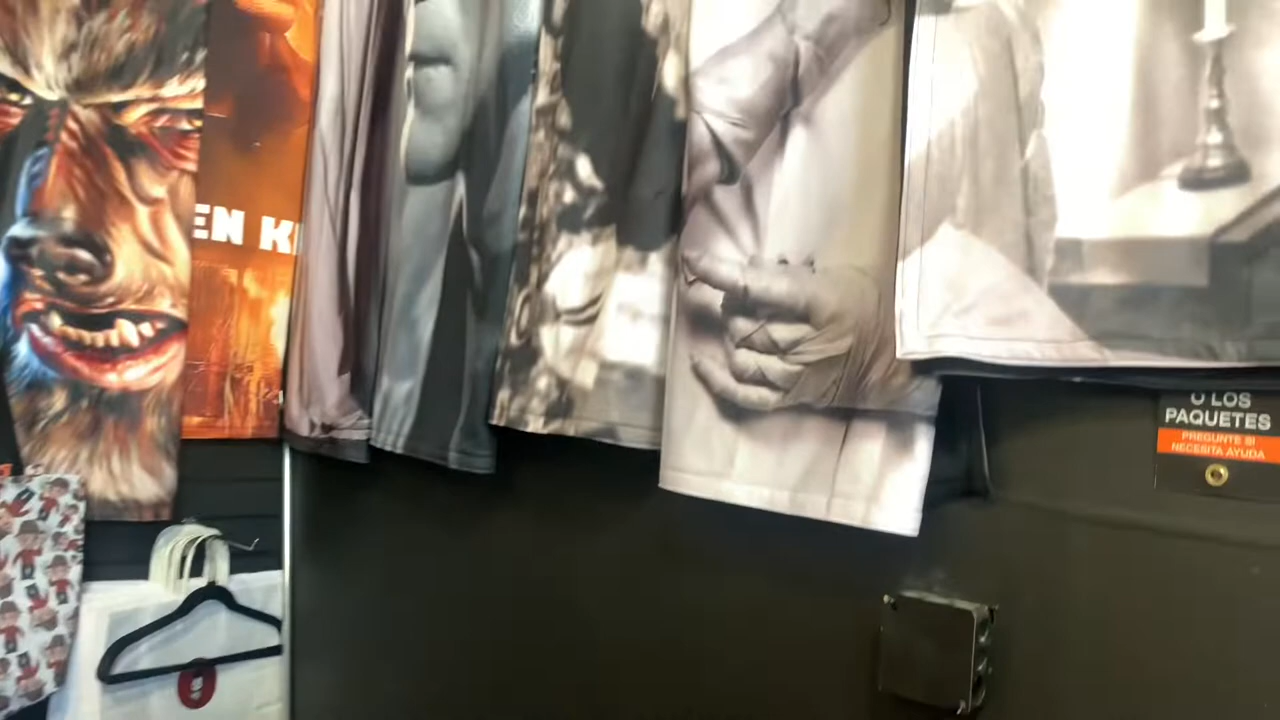 EN K
U LOS
PAQUETES
PREGUNTE SI
NECESITA AYUDA
g